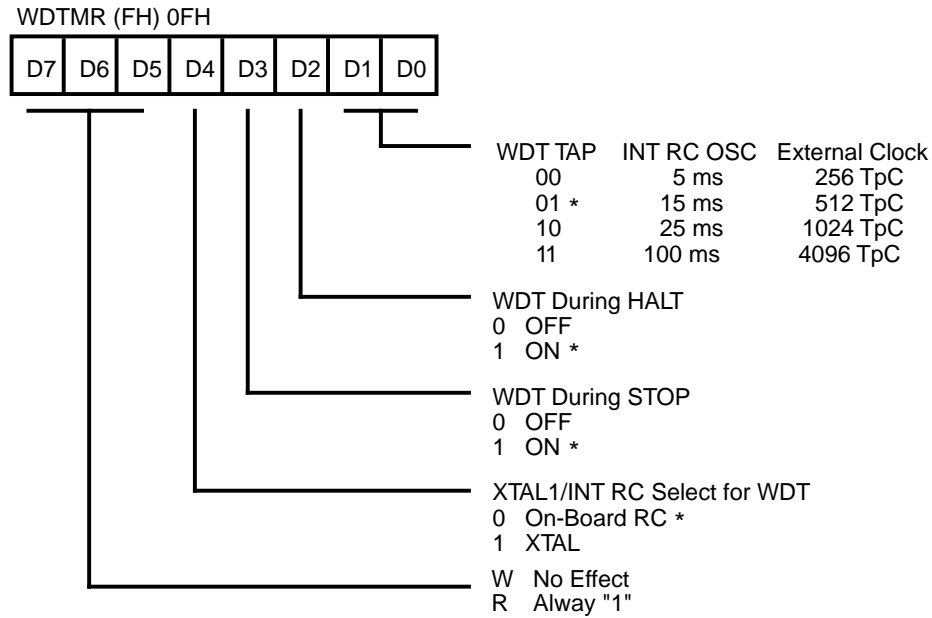 WDTMR (FH) 0FH
D7 D6 D5 D4 D3 D2 D1 D0
WDT TAP INT RC OSC External Clock
00 5 ms 256 TpC
01 * 15 ms 512 TpC
10 25 ms 1024 TpC
11 100 ms 4096 TpC
WDT During HALT
0 OFF
1 ON *
WDT During STOP
0 OFF
1 ON *
XTAL1/INT RC Select for WDT
0 On-Board RC *
1 XTAL
W No Effect
R Alway "1"